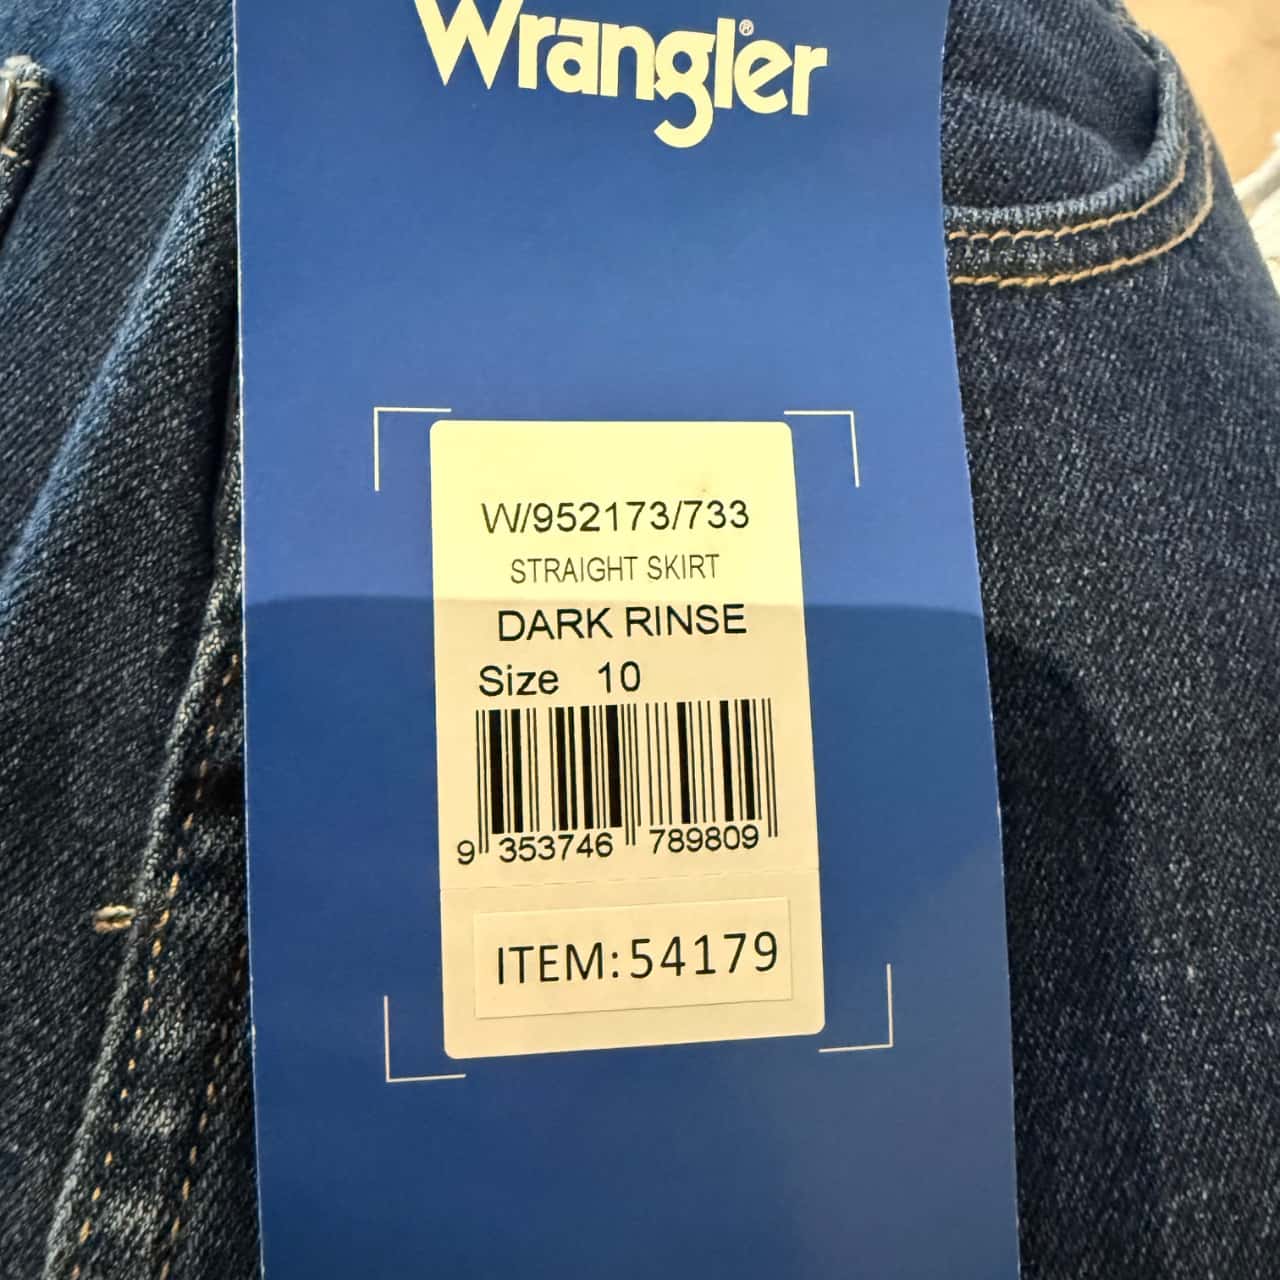 Wrangler®
W/952173/733
STRAIGHT SKIRT
DARK RINSE
Size 10
9 353746 789809
ITEM:54179